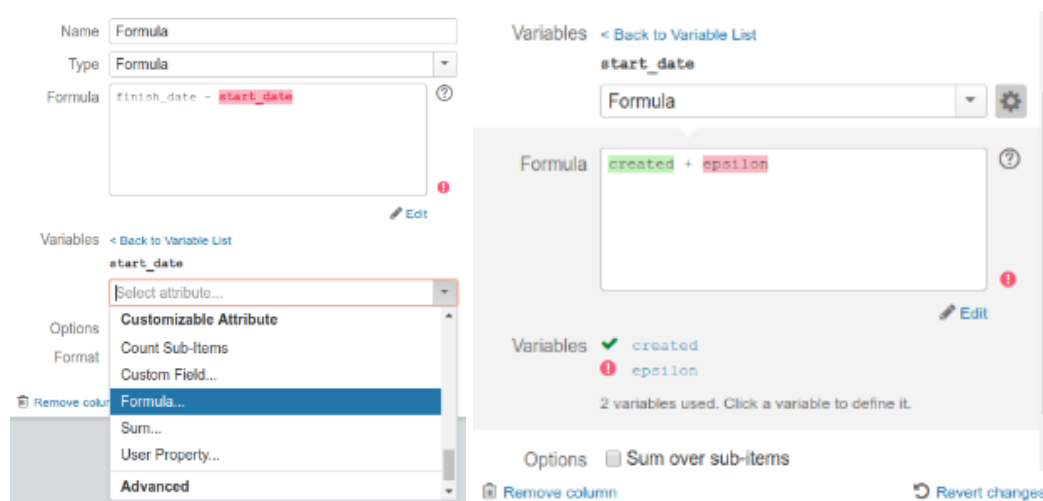 Name Formula
Type Formula
Formula finish_date - start_date
Edit
Variables < Back to Variable List
start_date
Select attribute...
Customizable Attribute
Options
Count Sub-Items
Format
Custom Field...
Remove colum
Formula...
Sum...
User Property...
Advanced
Variables < Back to Variable List
start_date
Formula
Formula created + epsilon
Edit
Variables created
epsilon
2 variables used. Click a variable to define it.
Options Sum over sub-items
Remove column Revert changes